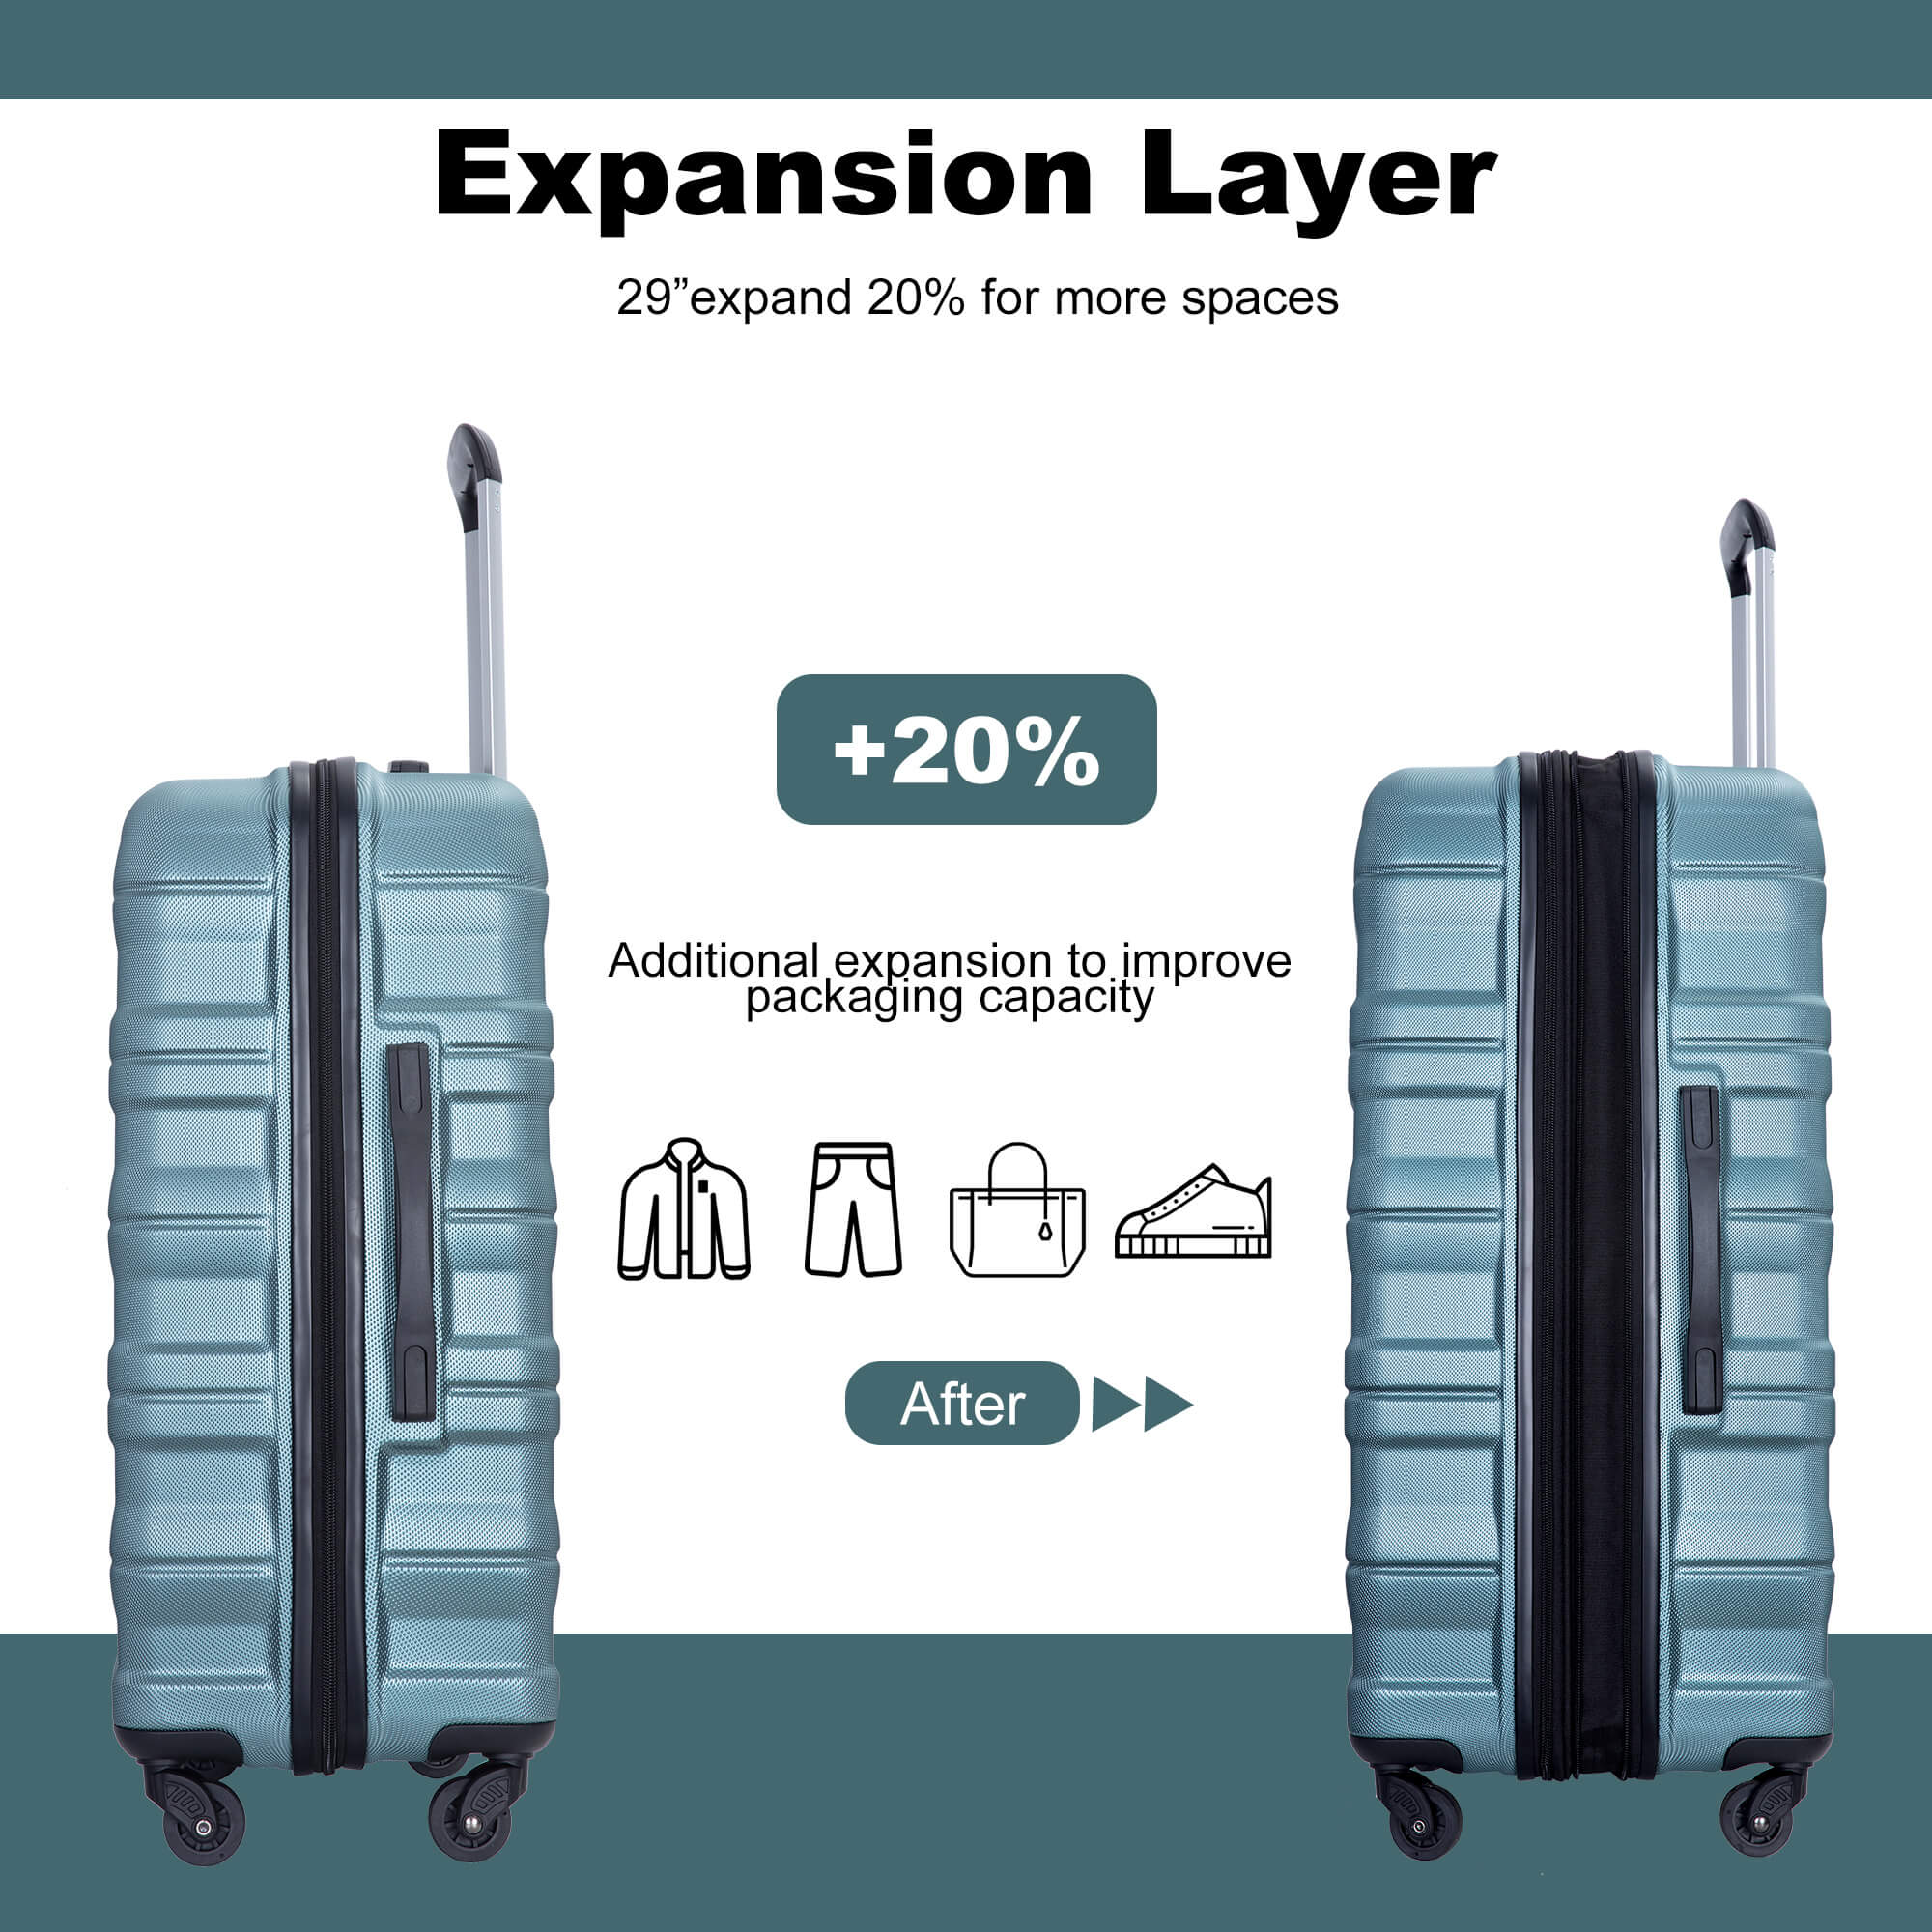 Expansion Layer
29”expand 20% for more spaces
+20%
Additional expansion to improve
packaging capacity
After